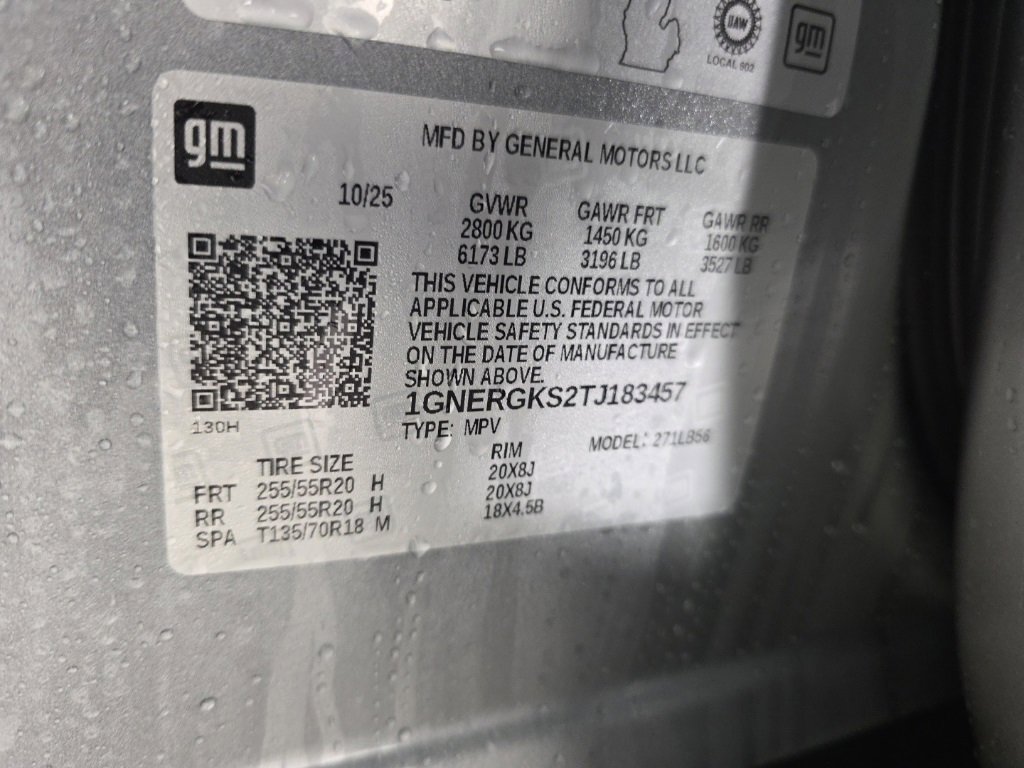 UAW
LOCAL 602
gm
gm
MFD BY GENERAL MOTORS LLC
10/25
GVWR GAWR FRT GAWR RR
2800 KG 1450 KG 1600 KG
6173 LB 3196 LB 3527 LB
THIS VEHICLE CONFORMS TO ALL
APPLICABLE U.S. FEDERAL MOTOR
VEHICLE SAFETY STANDARDS IN EFFECT
ON THE DATE OF MANUFACTURE
SHOWN ABOVE.
1GNERGKS2TJ183457
130H
TYPE: MPV MODEL: 271LB56
TIRE SIZE RIM
FRT 255/55R20 H 20X8J
RR 255/55R20 H 20X8J
SPA T135/70R18 M 18X4.5B